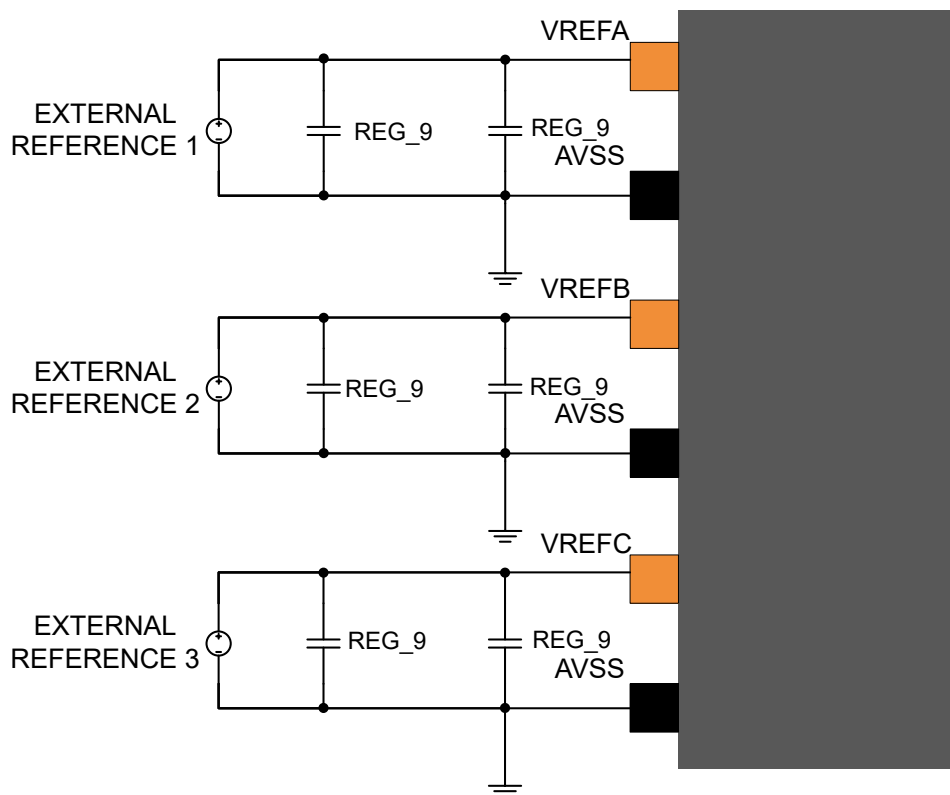 VREFA
EXTERNAL
REFERENCE 1
REG_9
REG_9
AVSS
VREFB
EXTERNAL
REFERENCE 2
REG_9
REG_9
AVSS
VREFC
EXTERNAL
REFERENCE 3
REG_9
REG_9
AVSS